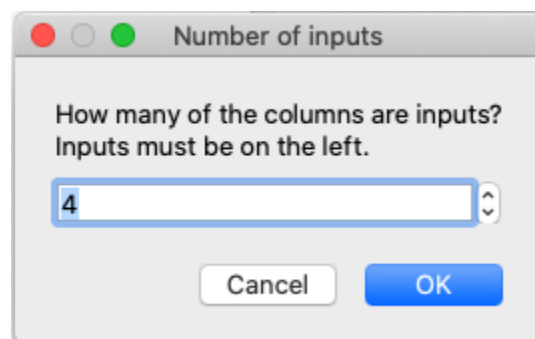 Number of inputs
How many of the columns are inputs?
Inputs must be on the left.
4
Cancel
OK